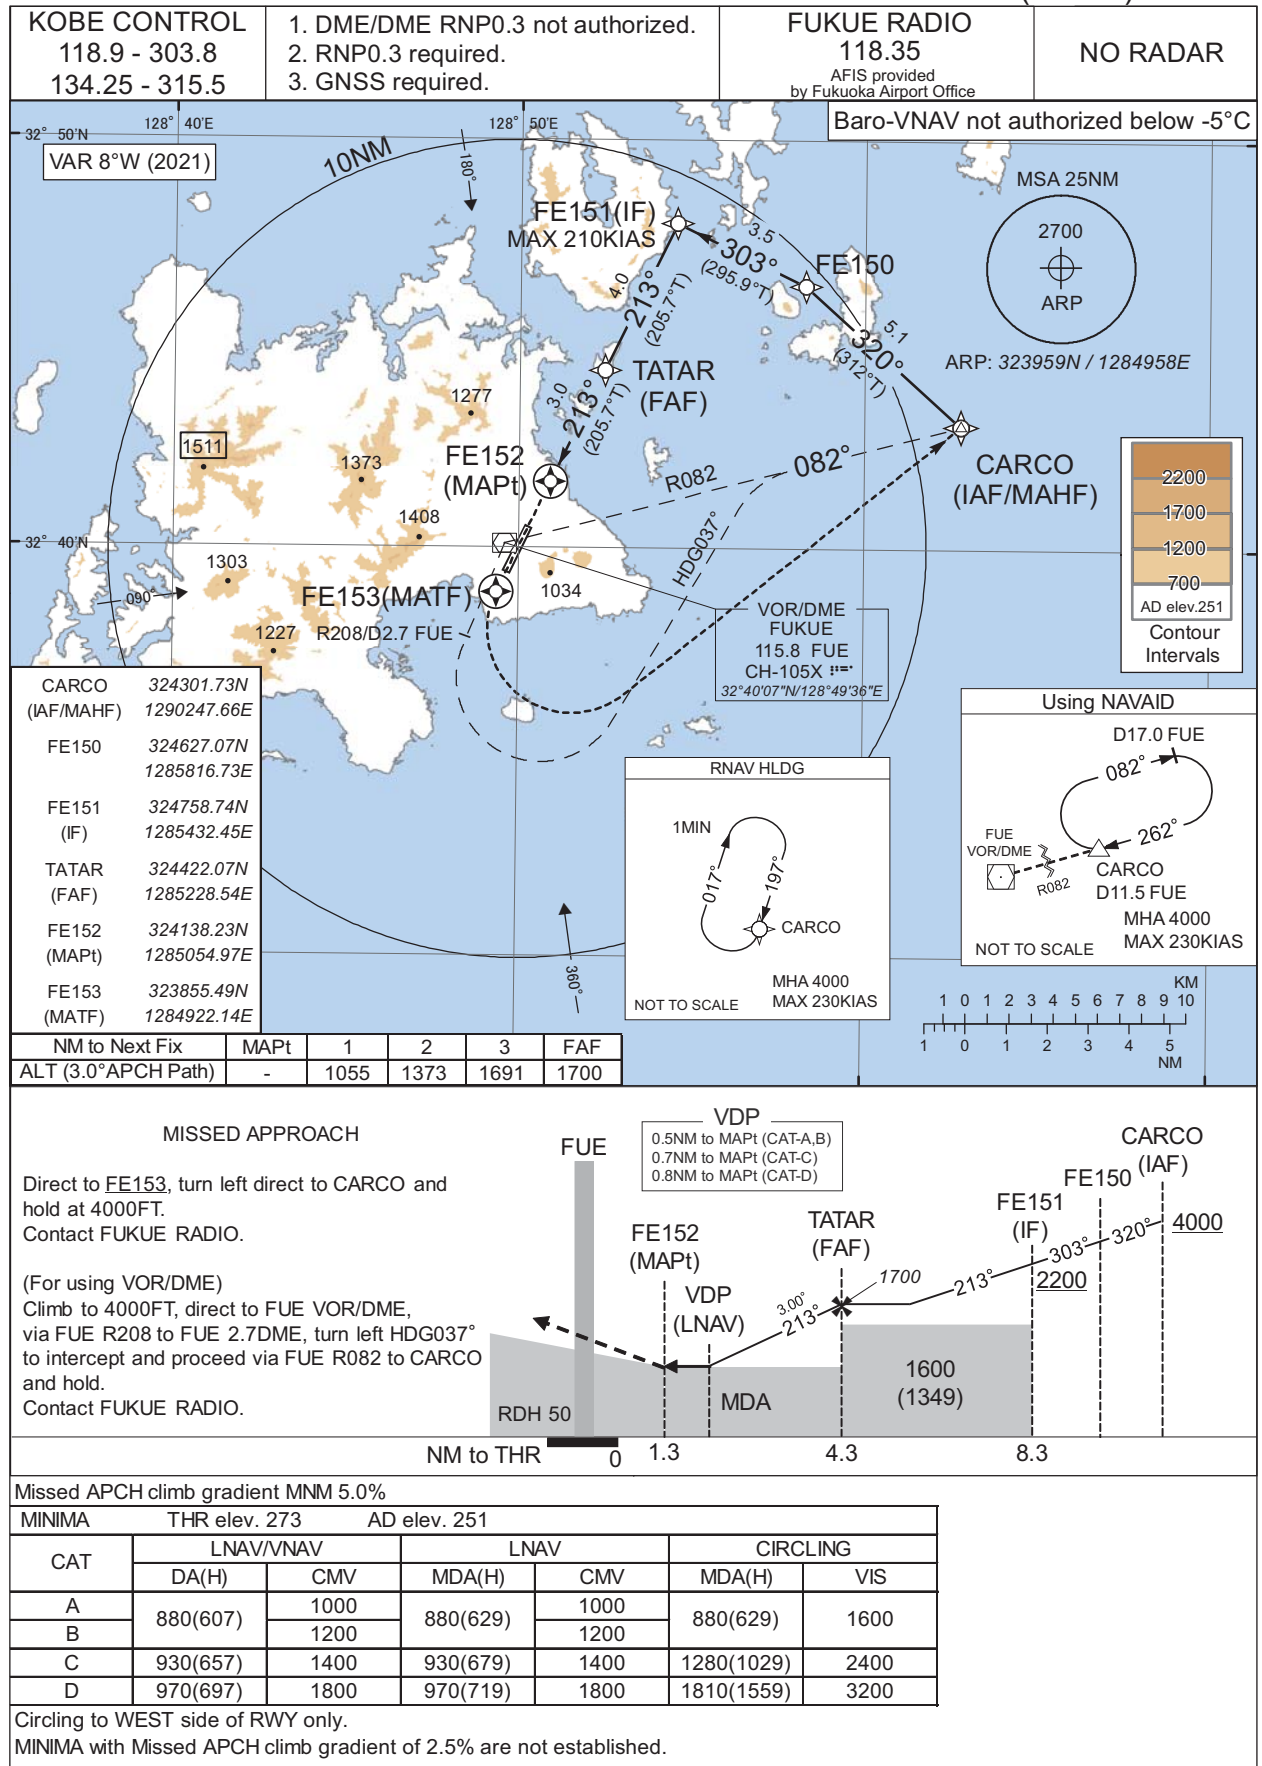 KOBE CONTROL
118.9 - 303.8
134.25 - 315.5
1. DME/DME RNP0.3 not authorized.
2. RNP0.3 required.
3. GNSS required.
FUKUE RADIO
118.35
AFIS provided
by Fukuoka Airport Office
NO RADAR
Baro-VNAV not authorized below -5°C
32° 50'N
128° 40'E
128° 50'E
VAR 8°W (2021)
10NM
180°
FE151(IF)
MAX 210KIAS
3.5
303°
(295.9°T)
FE150
MSA 25NM
2700
ARP
ARP: 323959N / 1284958E
4.0
213°
(205.7°T)
5.1
320°
(312°T)
TATAR
(FAF)
3.0
213°
(205.7°T)
1277
1511
1373
FE152
(MAPt)
R082
082°
CARCO
(IAF/MAHF)
1408
32° 40'N
1303
HDG037°
2200
1700
1200
700
AD elev.251
Contour
Intervals
090°
FE153(MATF)
1034
1227
R208/D2.7 FUE
VOR/DME
FUKUE
115.8 FUE
CH-105X
32°40'07"N/128°49'36"E
CARCO 324301.73N
(IAF/MAHF) 1290247.66E
FE150 324627.07N
1285816.73E
FE151 324758.74N
(IF) 1285432.45E
TATAR 324422.07N
(FAF) 1285228.54E
FE152 324138.23N
(MAPt) 1285054.97E
FE153 323855.49N
(MATF) 1284922.14E
360°
RNAV HLDG
1MIN
017°
197°
CARCO
MHA 4000
MAX 230KIAS
NOT TO SCALE
Using NAVAID
D17.0 FUE
082°
262°
FUE
VOR/DME
R082
CARCO
D11.5 FUE
MHA 4000
MAX 230KIAS
NOT TO SCALE
KM
1 0 1 2 3 4 5 6 7 8 9 10
1 0 1 2 3 4 5
NM
NM to Next Fix MAPt 1 2 3 FAF
ALT (3.0°APCH Path) - 1055 1373 1691 1700
MISSED APPROACH
Direct to FE153, turn left direct to CARCO and
hold at 4000FT.
Contact FUKUE RADIO.
(For using VOR/DME)
Climb to 4000FT, direct to FUE VOR/DME,
via FUE R208 to FUE 2.7DME, turn left HDG037°
to intercept and proceed via FUE R082 to CARCO
and hold.
Contact FUKUE RADIO.
FUE
VDP
0.5NM to MAPt (CAT-A,B)
0.7NM to MAPt (CAT-C)
0.8NM to MAPt (CAT-D)
FE152
(MAPt)
VDP
(LNAV)
TATAR
(FAF)
FE151
(IF)
FE150
CARCO
(IAF)
4000
320°
303°
2200
213°
1700
3.00°
213°
1600
(1349)
MDA
RDH 50
NM to THR 0 1.3 4.3 8.3
Missed APCH climb gradient MNM 5.0%
MINIMA THR elev. 273 AD elev. 251
CAT LNAV/VNAV LNAV CIRCLING
DA(H) CMV MDA(H) CMV MDA(H) VIS
A 880(607) 1000 880(629) 1000 880(629) 1600
B 1200 1200
C 930(657) 1400 930(679) 1400 1280(1029) 2400
D 970(697) 1800 970(719) 1800 1810(1559) 3200
Circling to WEST side of RWY only.
MINIMA with Missed APCH climb gradient of 2.5% are not established.